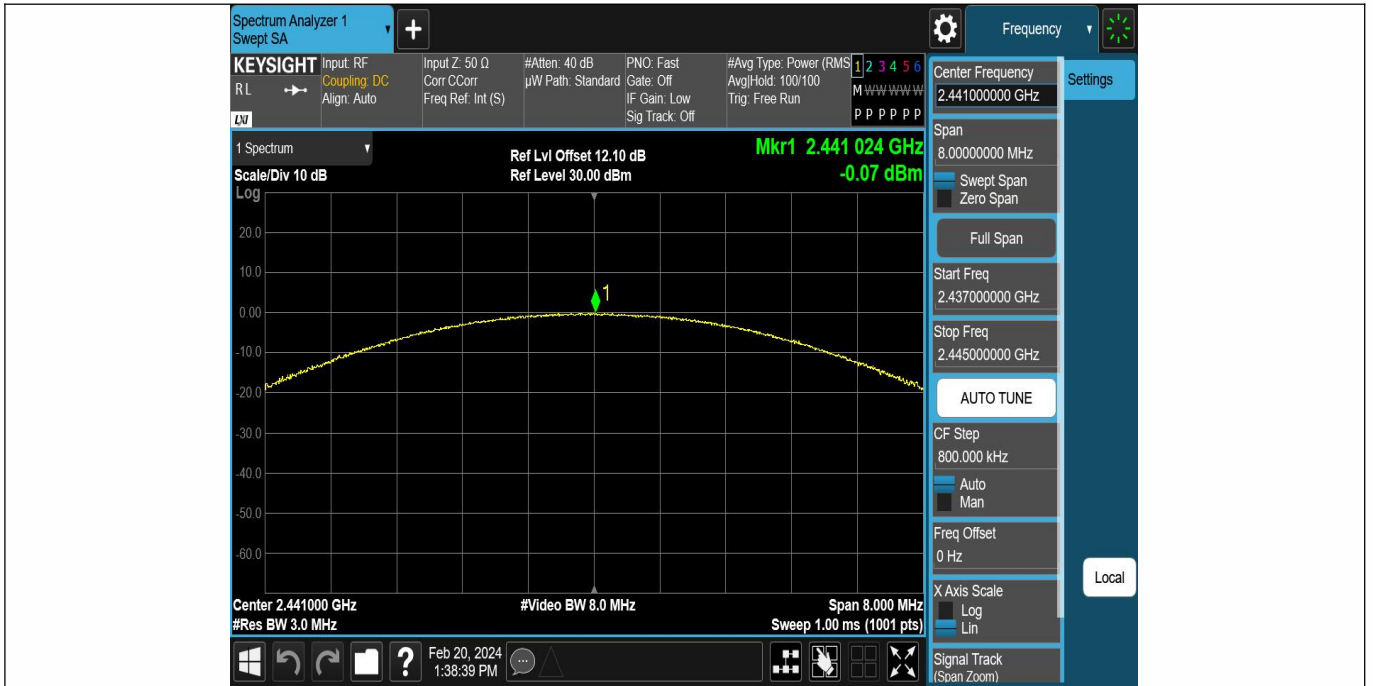 Spectrum Analyzer 1
Swept SA
+
Frequency
KEYSIGHT
RL
LXI
Input: RF
Coupling: DC
Align: Auto
Input Z: 50 Ω
Corr CCorr
Freq Ref: Int (S)
#Atten: 40 dB
µW Path: Standard
PNO: Fast
Gate: Off
IF Gain: Low
Sig Track: Off
#Avg Type: Power (RMS
Avg|Hold: 100/100
Trig: Free Run
1 2 3 4 5 6
M W W W W W
P P P P P P
1 Spectrum
Scale/Div 10 dB
Log
Ref Lvl Offset 12.10 dB
Ref Level 30.00 dBm
Mkr1 2.441 024 GHz
-0.07 dBm
20.0
10.0
0.00
-10.0
-20.0
-30.0
-40.0
-50.0
-60.0
1
Center 2.441000 GHz
#Res BW 3.0 MHz
#Video BW 8.0 MHz
Span 8.000 MHz
Sweep 1.00 ms (1001 pts)
Center Frequency
2.441000000 GHz
Settings
Span
8.00000000 MHz
Swept Span
Zero Span
Full Span
Start Freq
2.437000000 GHz
Stop Freq
2.445000000 GHz
AUTO TUNE
CF Step
800.000 kHz
Auto
Man
Freq Offset
0 Hz
X Axis Scale
Log
Lin
Signal Track
(Span Zoom)
Local
?
Feb 20, 2024
1:38:39 PM